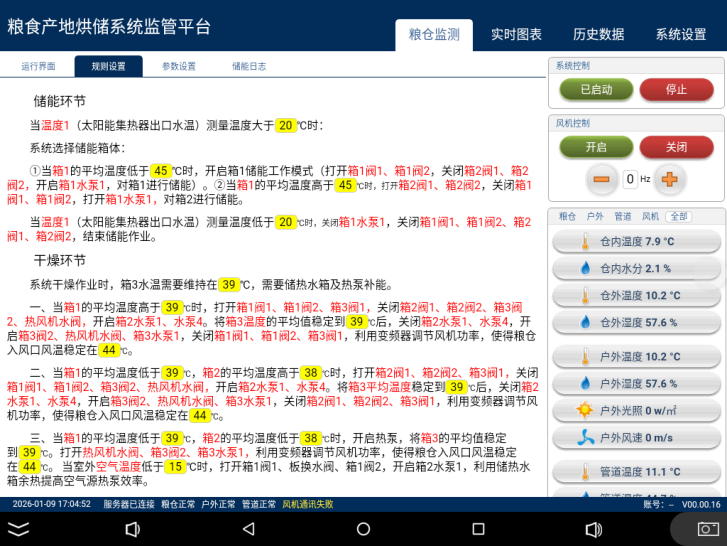 粮食产地烘储系统监管平台
粮仓监测
实时图表
历史数据
系统设置
运行界面
规则设置
参数设置
储能日志
储能环节
当温度1（太阳能集热器出口水温）测量温度大于 20 ℃时：
系统选择储能箱体：
①当箱1的平均温度低于 45 ℃时，开启箱1储能工作模式（打开箱1阀1、箱1阀2，关闭箱2阀1、箱2
阀2，开启箱1水泵1，对箱1进行储能）。②当箱1的平均温度高于 45 ℃时，打开箱2阀1、箱2阀2，关闭箱
1阀1、箱1阀2，打开箱1水泵1，对箱2进行储能。
当温度1（太阳能集热器出口水温）测量温度低于 20 ℃时，关闭箱1水泵1，关闭箱1阀1、箱1阀2、箱2
阀1、箱2阀2，结束储能作业。
干燥环节
系统干燥作业时，箱3水温需要维持在 39 ℃，需要储热水箱及热泵补能。
一、当箱1的平均温度高于 39 ℃时，打开箱1阀1、箱1阀2、箱3阀1，关闭箱2阀1、箱2阀2、箱3阀
2、热风机水阀，开启箱2水泵1、水泵4。将箱3温度的平均值稳定到 39 ℃后，关闭箱2水泵1、水泵4，开
启箱3阀2、热风机水阀、箱3水泵1，关闭箱1阀1、箱1阀2、箱3阀1，利用变频器调节风机功率，使得粮仓
入风口风温稳定在 44 ℃。
二、当箱1的平均温度低于 39 ℃，箱2的平均温度高于 38 ℃时，打开箱2阀1、箱2阀2、箱3阀1，关闭
箱1阀1、箱1阀2、箱3阀2、热风机水阀，开启箱2水泵1、水泵4。将箱3平均温度稳定到 39 ℃后，关闭箱2
水泵1、水泵4，开启箱3阀2、热风机水阀、箱3水泵1，关闭箱2阀1、箱2阀2、箱3阀1，利用变频器调节风
机功率，使得粮仓入风口风温稳定在 44 ℃。
三、当箱1的平均温度低于 39 ℃，箱2的平均温度低于 38 ℃时，开启热泵，将箱3的平均值稳定
到 39 ℃。打开热风机水阀、箱3阀2、箱3水泵1，利用变频器调节风机功率，使得粮仓入风口风温稳定
在 44 ℃。当室外空气温度低于 15 ℃时，打开箱1阀1、板换水阀、箱1阀2，开启箱2水泵1，利用储热水
箱余热提高空气源热泵效率。
系统控制
已启动
停止
风机控制
开启
关闭
0 Hz
粮仓 户外 管道 风机 全部
仓内温度 7.9 °C
仓内水分 2.1 %
仓外温度 10.2 °C
仓外湿度 57.6 %
户外温度 10.2 °C
户外湿度 57.6 %
户外光照 0 w/㎡
户外风速 0 m/s
管道温度 11.1 °C
2026-01-09 17:04:52 服务器已连接 粮仓正常 户外正常 管道正常 风机通讯失败
账号：-- V00.00.16